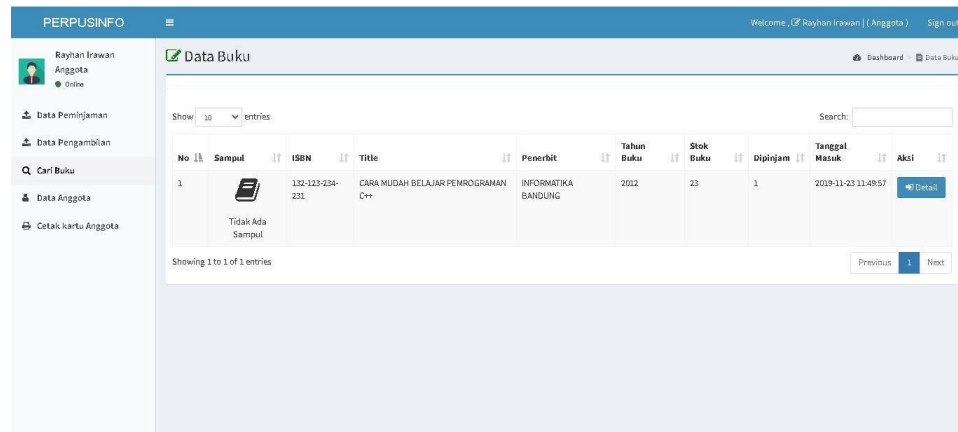 PERPUSINFO
Welcome , Rayhan Irawan | ( Anggota ) Sign out
Rayhan Irawan
Anggota
Online
Data Peminjaman
Data Pengambilan
Cari Buku
Data Anggota
Cetak kartu Anggota
Data Buku
Dashboard Data Buku
Show 10 entries
Search:
No Sampul ISBN Title Penerbit Tahun Buku Stok Buku Dipinjam Tanggal Masuk Aksi
1 132-123-234- CARA MUDAH BELAJAR PEMROGRAMAN INFORMATIKA 2012 23 1 2019-11-23 11:49:57 Detail
231 C++ BANDUNG
Tidak Ada
Sampul
Showing 1 to 1 of 1 entries
Previous 1 Next